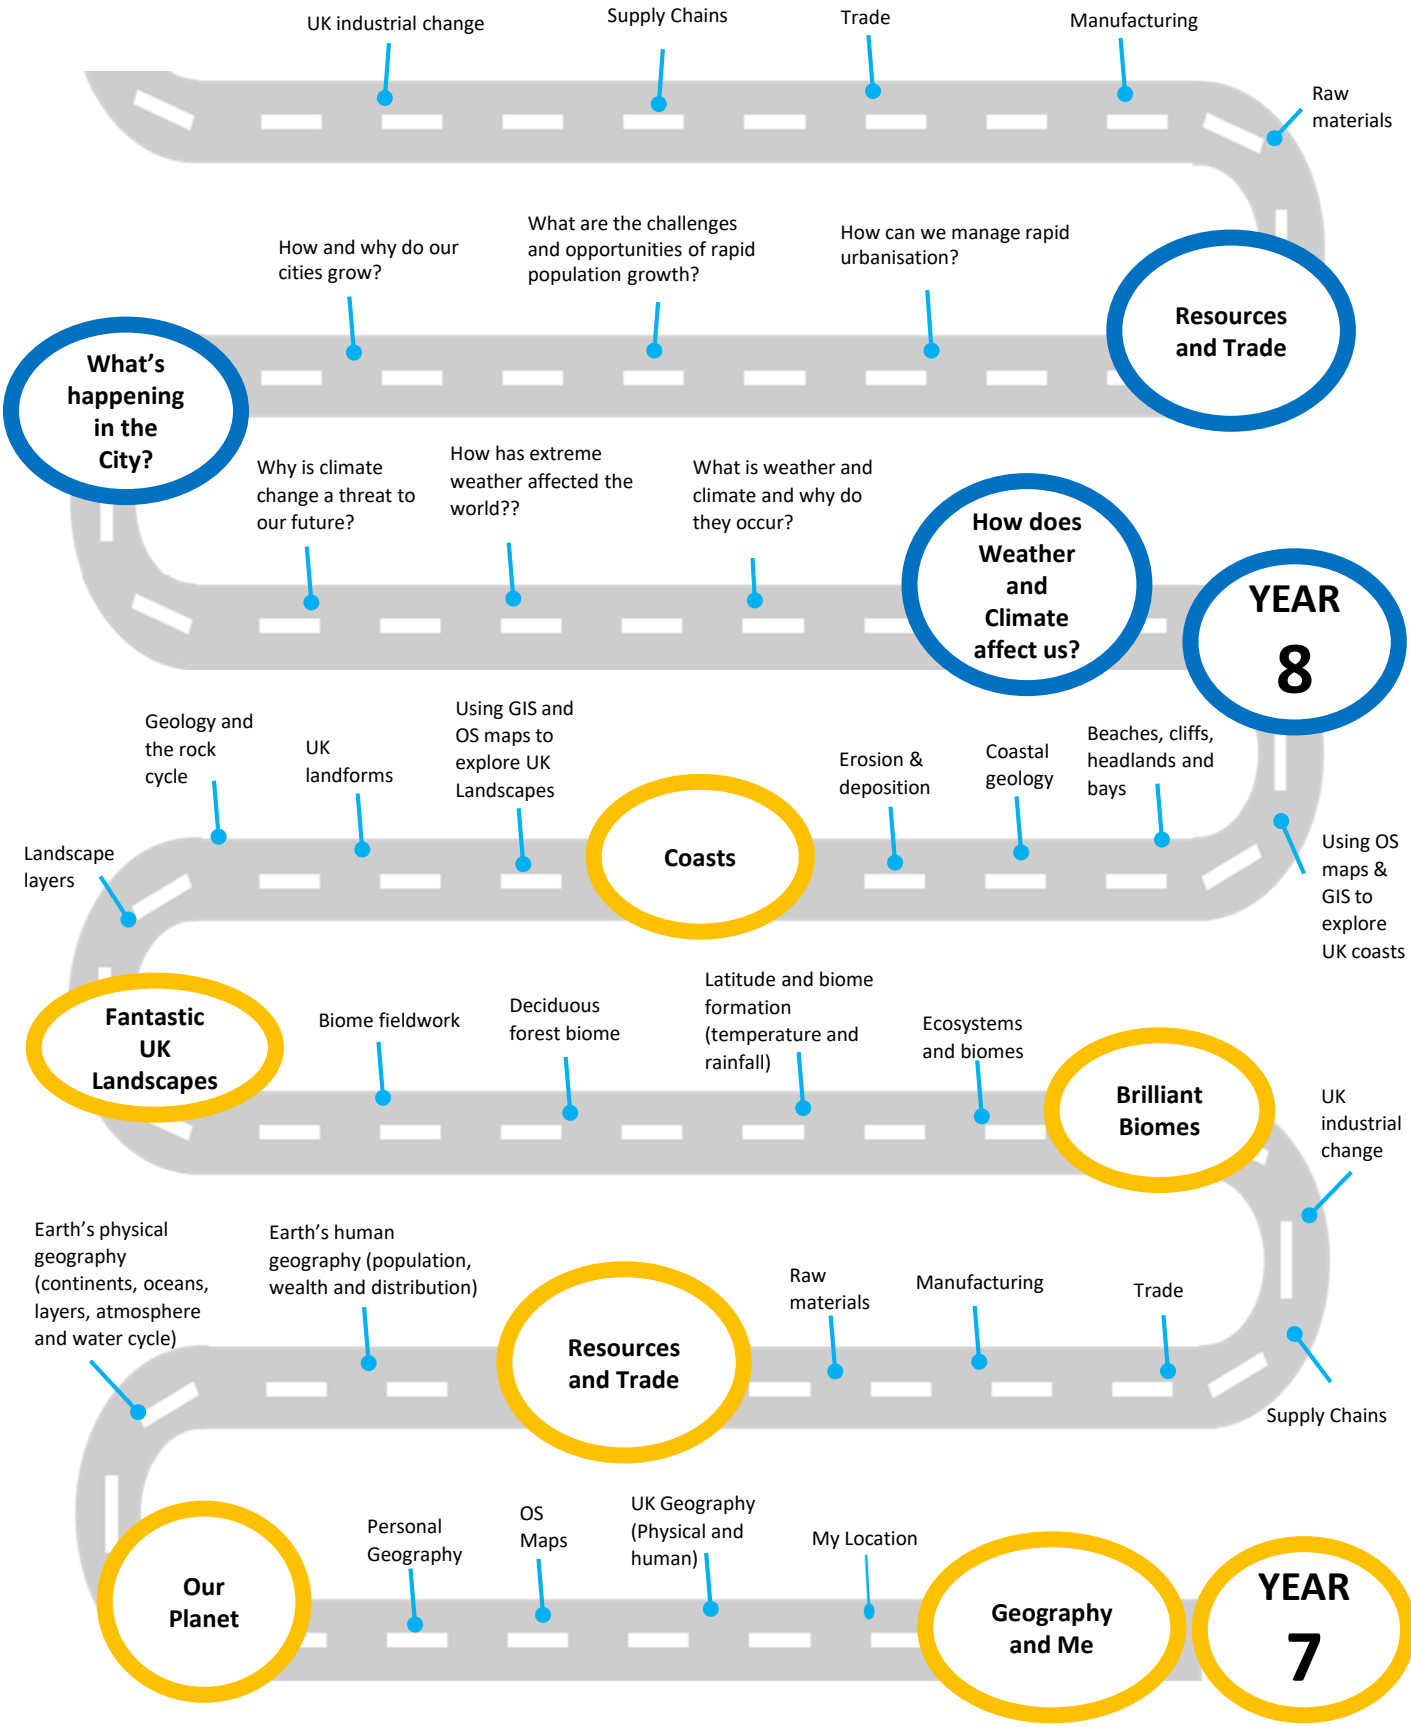 UK industrial change
Supply Chains
Trade
Manufacturing
Raw
materials
How and why do our
cities grow?
What are the challenges
and opportunities of rapid
population growth?
How can we manage rapid
urbanisation?
Resources
and Trade
What's
happening
in the
City?
Why is climate
change a threat to
our future?
How has extreme
weather affected the
world??
What is weather and
climate and why do
they occur?
How does
Weather
and
Climate
affect us?
YEAR
8
Geology and
the rock
cycle
UK
landforms
Using GIS and
OS maps to
explore UK
Landscapes
Coasts
Erosion &
deposition
Coastal
geology
Beaches, cliffs,
headlands and
bays
Using OS
maps &
GIS to
explore
UK coasts
Landscape
layers
Fantastic
UK
Landscapes
Biome fieldwork
Deciduous
forest biome
Latitude and biome
formation
(temperature and
rainfall)
Ecosystems
and biomes
Brilliant
Biomes
UK
industrial
change
Earth's physical
geography
(continents, oceans,
layers, atmosphere
and water cycle)
Earth's human
geography (population,
wealth and distribution)
Resources
and Trade
Raw
materials
Manufacturing
Trade
Supply Chains
Our
Planet
Personal
Geography
OS
Maps
UK Geography
(Physical and
human)
My Location
Geography
and Me
YEAR
7